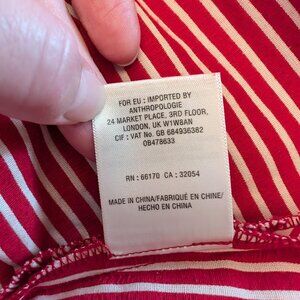 FOR EU : IMPORTED BY
ANTHROPOLOGIE
24 MARKET PLACE, 3RD FLOOR,
LONDON, UK W1W8AN
CIF : VAT No. GB 684936382
OB478633
RN : 66170 CA : 32054
MADE IN CHINA/FABRIQUÉ EN CHINE/
HECHO EN CHINA